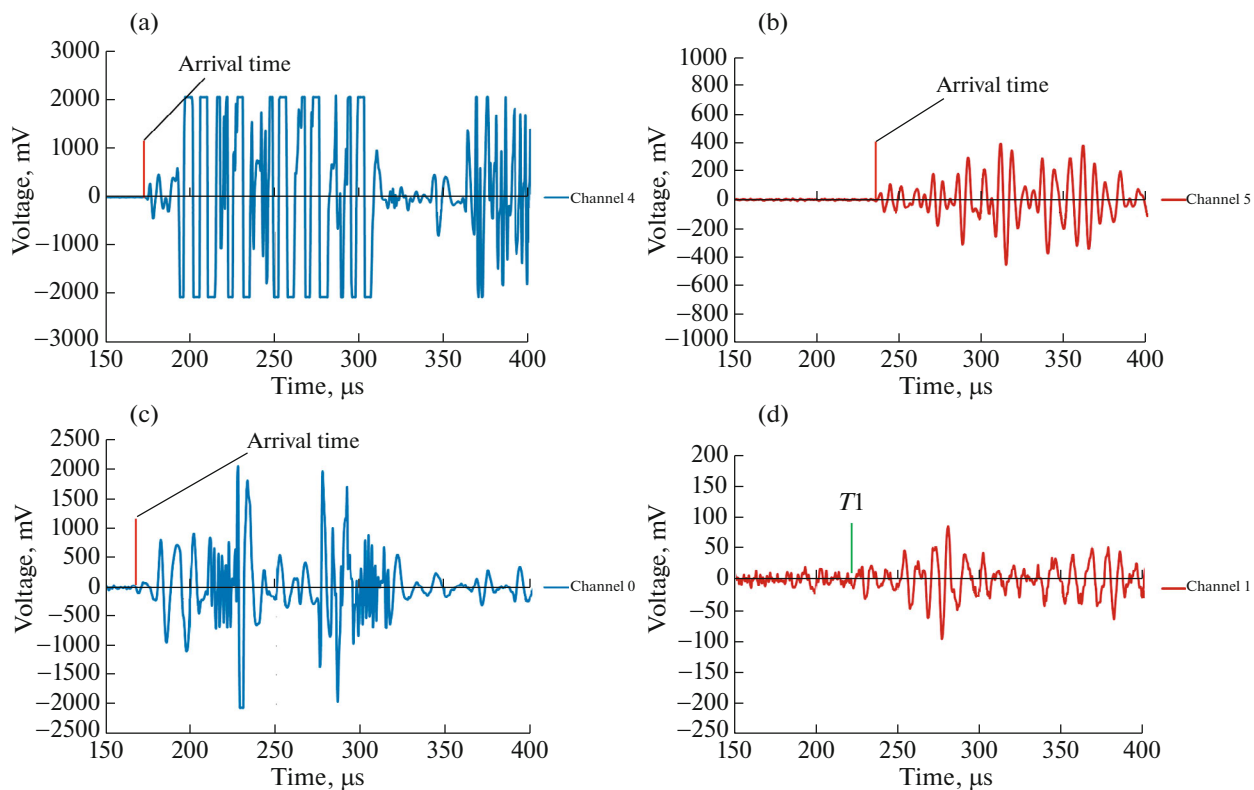 (a)
3000
2000
1000
0
−1000
−2000
−3000
Voltage, mV
Arrival time
Channel 4
150 200 250 300 350 400
Time, µs
(b)
1000
800
600
400
200
0
−200
−400
−600
−800
−1000
Voltage, mV
Arrival time
Channel 5
150 200 250 300 350 400
Time, µs
(c)
2500
2000
1500
1000
500
0
−500
−1000
−1500
−2000
−2500
Voltage, mV
Arrival time
Channel 0
150 200 250 300 350 400
Time, µs
(d)
200
150
100
50
0
−50
−100
−150
−200
−250
Voltage, mV
T1
Channel 1
150 200 250 300 350 400
Time, µs